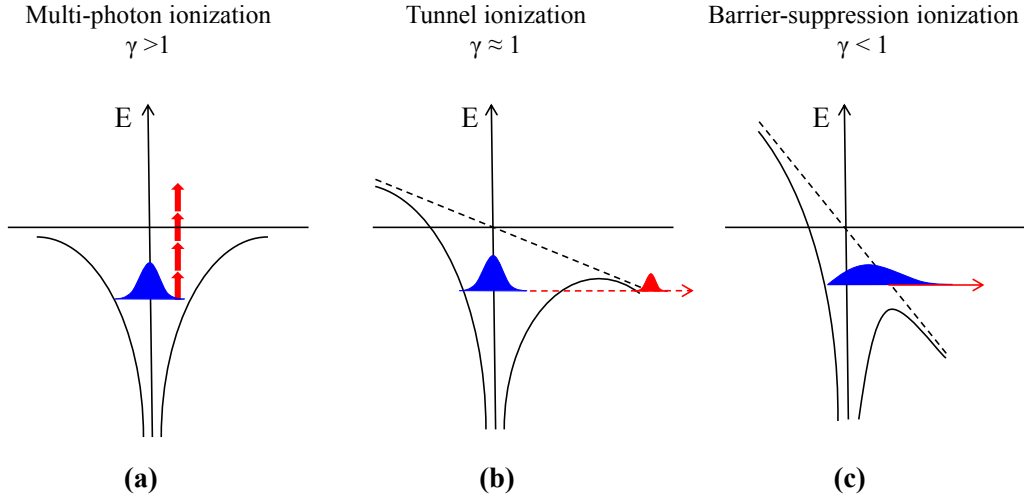 Multi-photon ionization
γ >1
Tunnel ionization
γ ≈ 1
Barrier-suppression ionization
γ < 1
E
E
E
(a)
(b)
(c)